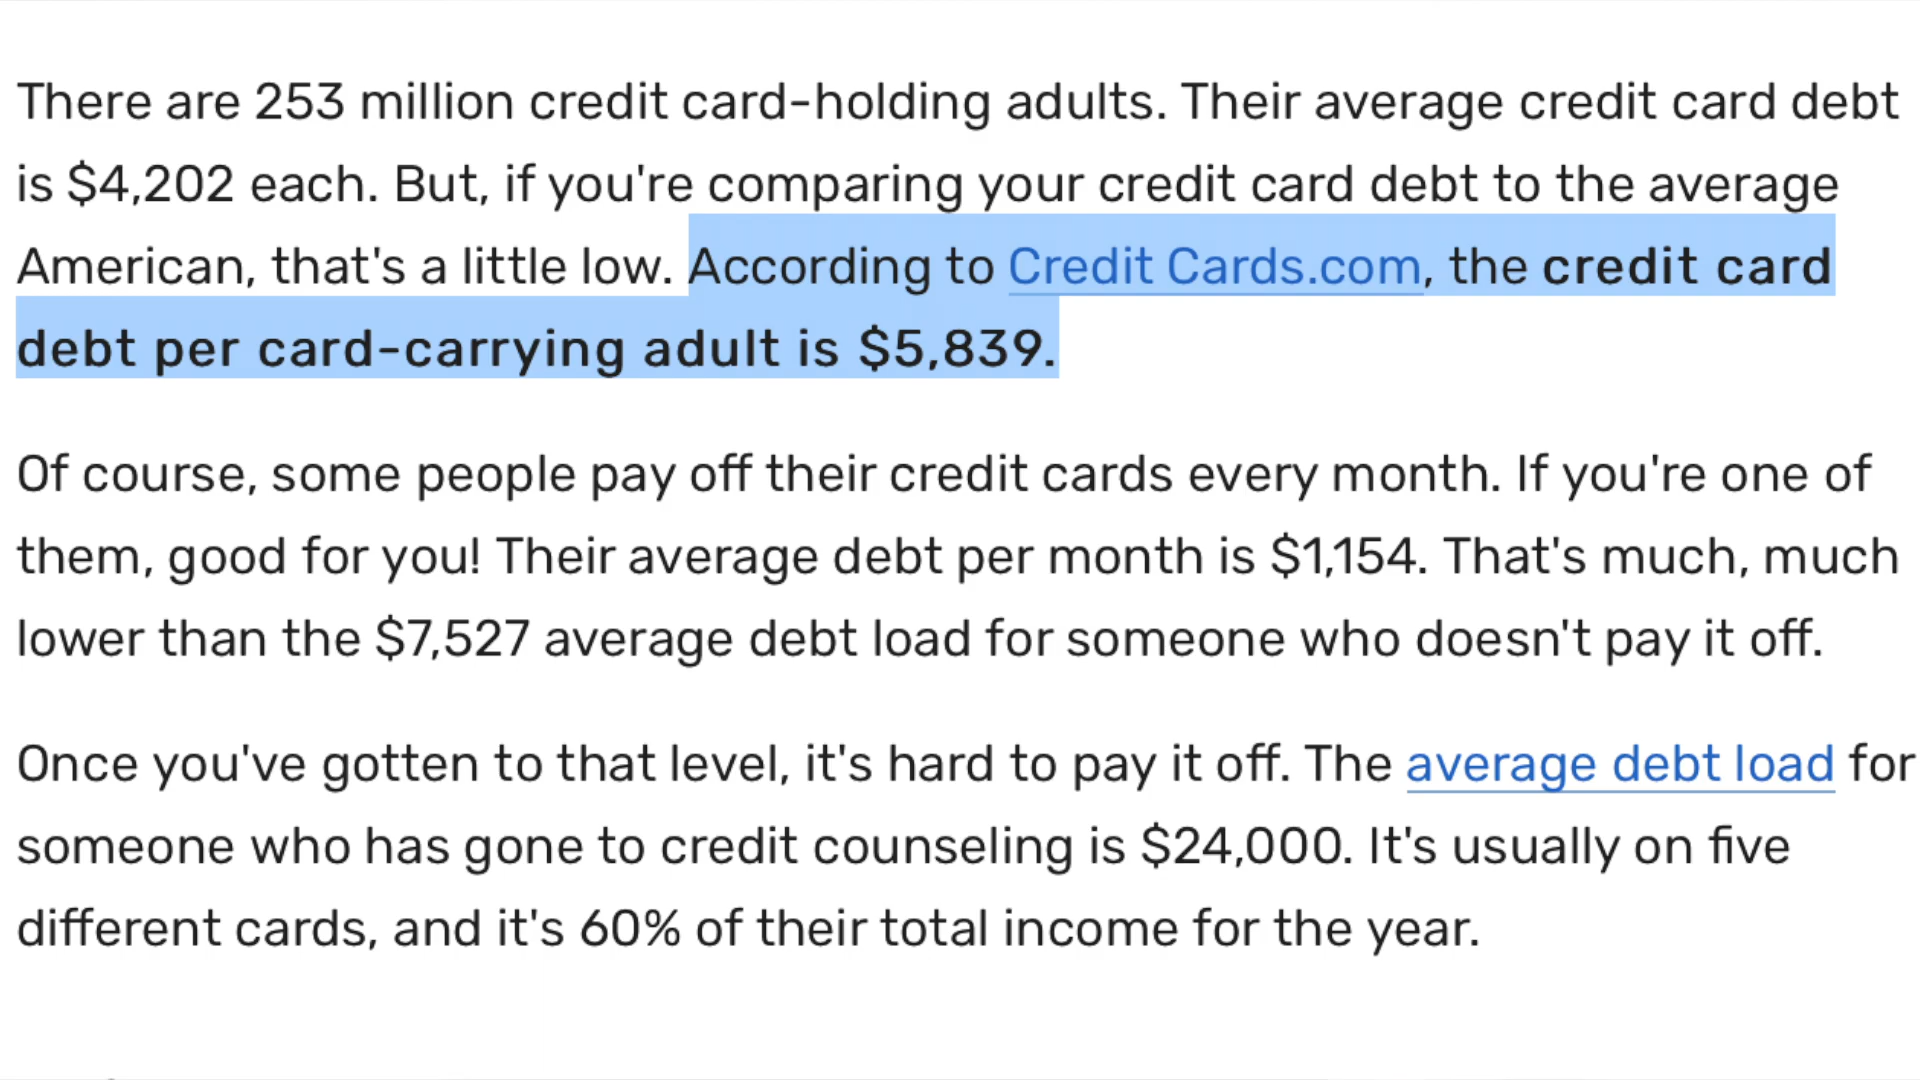 There are 253 million credit card-holding adults. Their average credit card debt
is $4,202 each. But, if you're comparing your credit card debt to the average
American, that's a little low. According to Credit Cards.com, the credit card
debt per card-carrying adult is $5,839.
Of course, some people pay off their credit cards every month. If you're one of
them, good for you! Their average debt per month is $1,154. That's much, much
lower than the $7,527 average debt load for someone who doesn't pay it off.
Once you've gotten to that level, it's hard to pay it off. The average debt load for
someone who has gone to credit counseling is $24,000. It's usually on five
different cards, and it's 60% of their total income for the year.